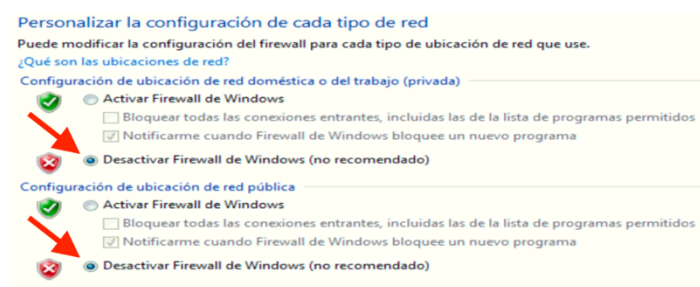 Personalizar la configuración de cada tipo de red
Puede modificar la configuración del firewall para cada tipo de ubicación de red que use.
¿Qué son las ubicaciones de red?
Configuración de ubicación de red doméstica o del trabajo (privada)
Activar Firewall de Windows
Bloquear todas las conexiones entrantes, incluidas las de la lista de programas permitidos
Notificarme cuando Firewall de Windows bloquee un nuevo programa
Desactivar Firewall de Windows (no recomendado)
Configuración de ubicación de red pública
Activar Firewall de Windows
Bloquear todas las conexiones entrantes, incluidas las de la lista de programas permitidos
Notificarme cuando Firewall de Windows bloquee un nuevo programa
Desactivar Firewall de Windows (no recomendado)